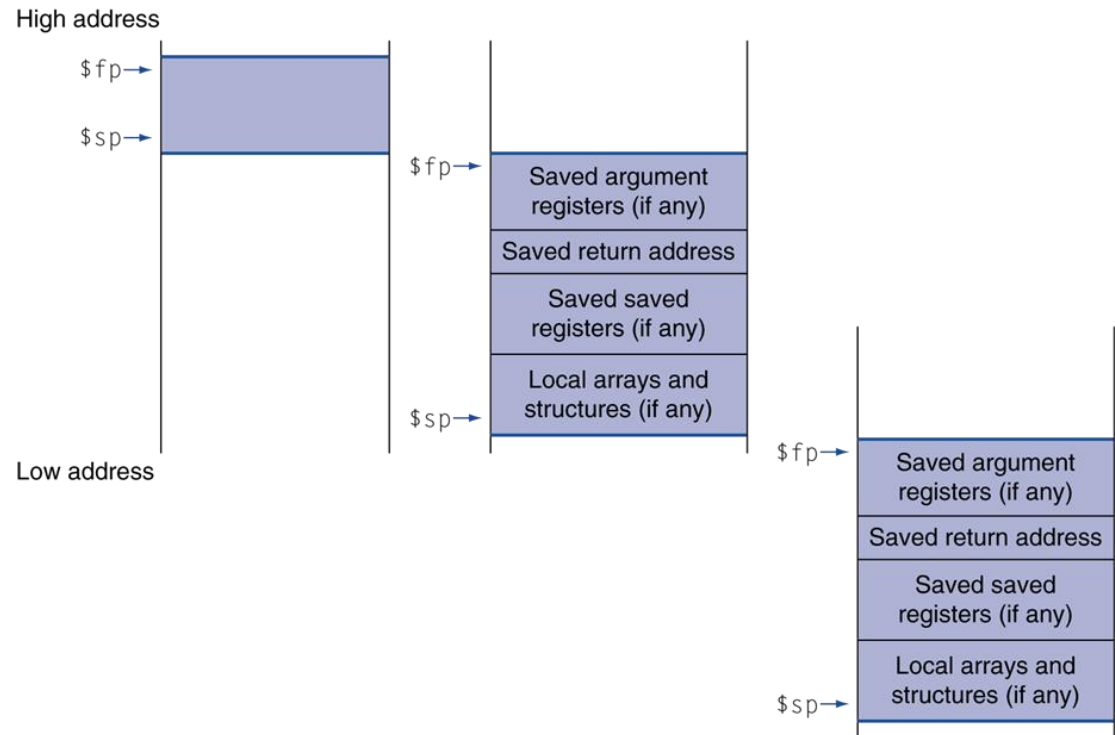 High address
$fp
$sp
Low address
$fp
Saved argument
registers (if any)
Saved return address
Saved saved
registers (if any)
Local arrays and
structures (if any)
$sp
$fp
Saved argument
registers (if any)
Saved return address
Saved saved
registers (if any)
Local arrays and
structures (if any)
$sp